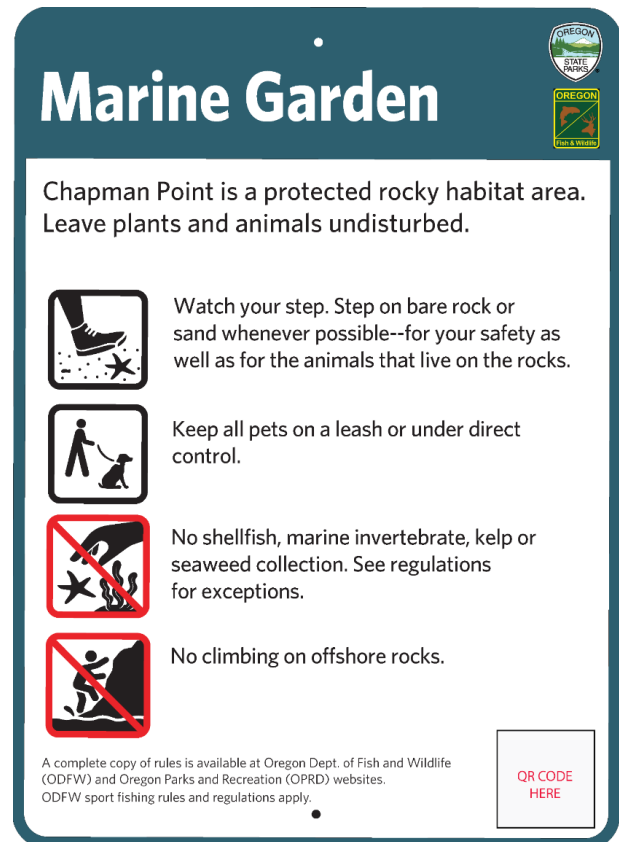 OREGON
STATE
PARKS
OREGON
Fish & Wildlife
Marine Garden
Chapman Point is a protected rocky habitat area.
Leave plants and animals undisturbed.
Watch your step. Step on bare rock or
sand whenever possible--for your safety as
well as for the animals that live on the rocks.
Keep all pets on a leash or under direct
control.
No shellfish, marine invertebrate, kelp or
seaweed collection. See regulations
for exceptions.
No climbing on offshore rocks.
A complete copy of rules is available at Oregon Dept. of Fish and Wildlife
(ODFW) and Oregon Parks and Recreation (OPRD) websites.
ODFW sport fishing rules and regulations apply.
QR CODE
HERE